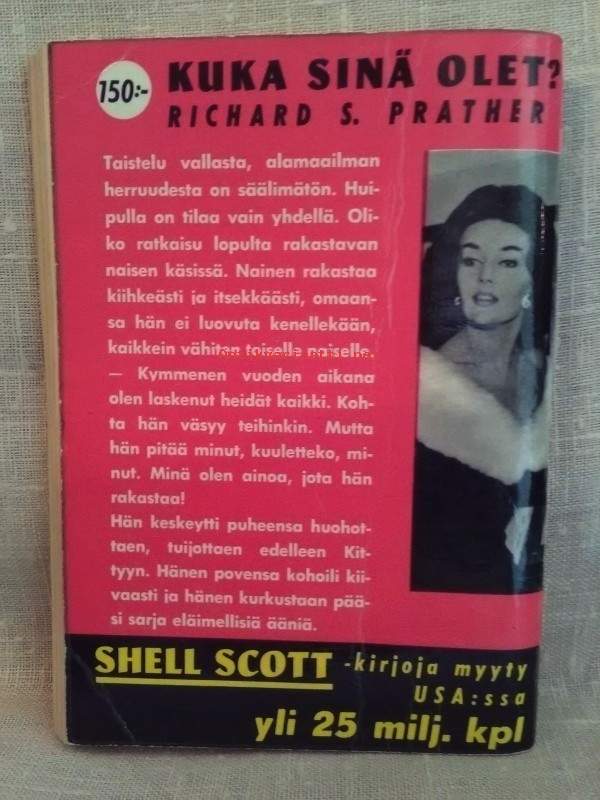 150:-
KUKA SINÄ OLET?
RICHARD S. PRATHER
Taistelu vallasta, alamaailman
herruudesta on säälimätön. Hui-
pulla on tilaa vain yhdellä. Oli-
ko ratkaisu lopulta rakastavan
naisen käsissä. Nainen rakastaa
kiihkeästi ja itsekkäästi, omaan-
sa hän ei luovuta kenellekään,
kaikkein vähiten toiselle naiselle.
— Kymmenen vuoden aikana
olen laskenut heidät kaikki. Koh-
ta hän väsyy teihinkin. Mutta
hän pitää minut, kuuletteko, mi-
nut. Minä olen ainoa, jota hän
rakastaa!
Hän keskeytti puheensa huohot-
taen, tuijottaen edelleen Kit-
tyyn. Hänen povensa kohoili kii-
vaasti ja hänen kurkustaan pää-
si sarja eläimellisiä ääniä.
SHELL SCOTT -kirjoja myyty
USA:ssa
yli 25 milj. kpl